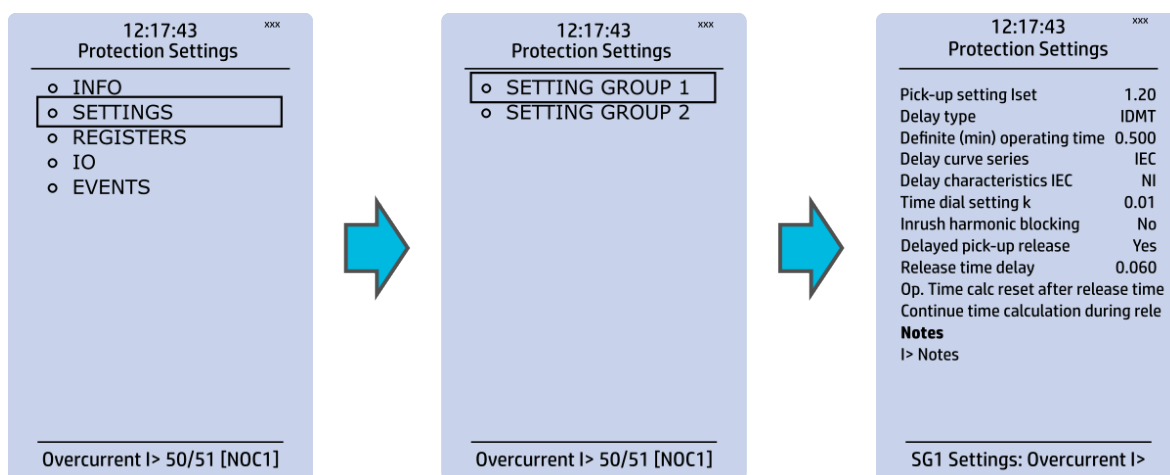 12:17:43 xxx
Protection Settings
INFO
SETTINGS
REGISTERS
IO
EVENTS
Overcurrent I> 50/51 [NOC1]
12:17:43 xxx
Protection Settings
SETTING GROUP 1
SETTING GROUP 2
Overcurrent I> 50/51 [NOC1]
12:17:43 xxx
Protection Settings
Pick-up setting Iset 1.20
Delay type IDMT
Definite (min) operating time 0.500
Delay curve series IEC
Delay characteristics IEC NI
Time dial setting k 0.01
Inrush harmonic blocking No
Delayed pick-up release Yes
Release time delay 0.060
Op. Time calc reset after release time
Continue time calculation during rele
Notes
I> Notes
SG1 Settings: Overcurrent I>